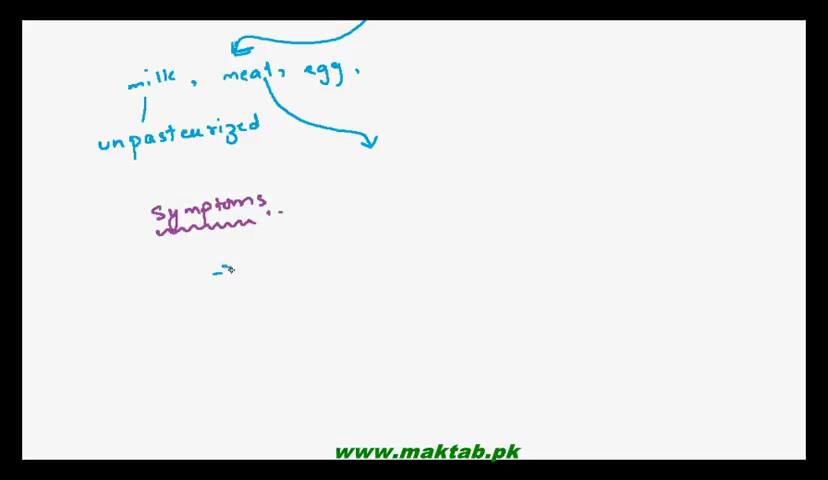 milk, meat, egg,
unpasteurized
Symptoms..
www.maktab.pk